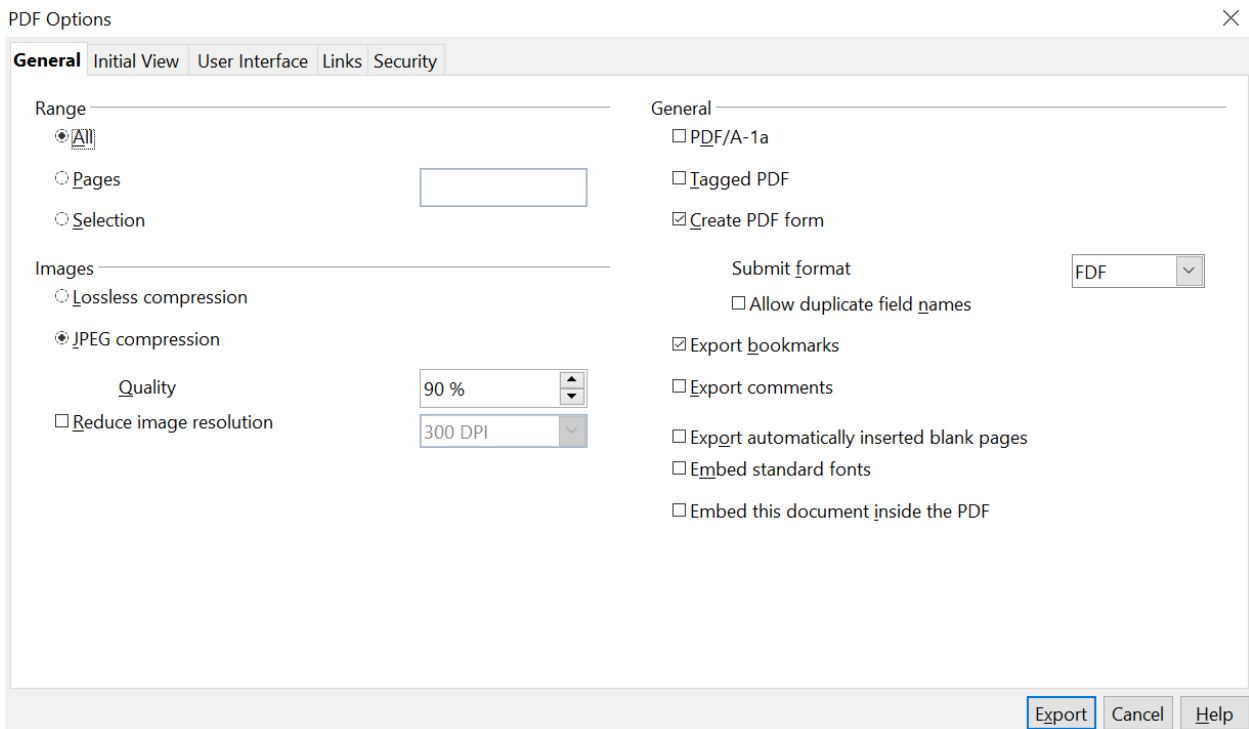 PDF Options
General Initial View User Interface Links Security
Range
All
Pages
Selection
Images
Lossless compression
JPEG compression
Quality 90 %
Reduce image resolution 300 DPI
General
PDF/A-1a
Tagged PDF
Create PDF form
Submit format FDF
Allow duplicate field names
Export bookmarks
Export comments
Export automatically inserted blank pages
Embed standard fonts
Embed this document inside the PDF
Export Cancel Help